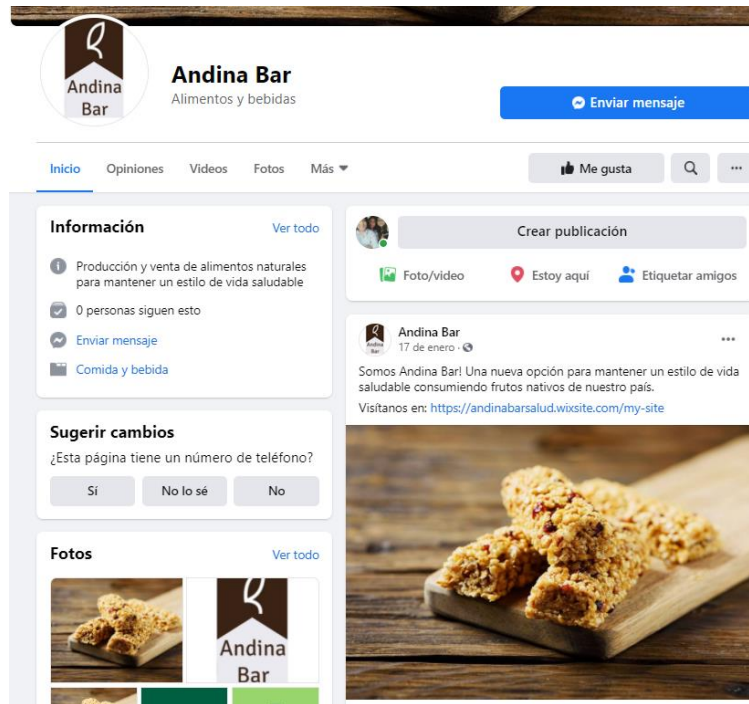 Andina
Bar
Andina Bar
Alimentos y bebidas
Enviar mensaje
Inicio
Opiniones
Videos
Fotos
Más
Me gusta
Información
Ver todo
Producción y venta de alimentos naturales
para mantener un estilo de vida saludable
0 personas siguen esto
Enviar mensaje
Comida y bebida
Sugerir cambios
¿Esta página tiene un número de teléfono?
Sí
No lo sé
No
Fotos
Ver todo
Andina
Bar
Crear publicación
Foto/video
Estoy aquí
Etiquetar amigos
Andina
Bar
Andina Bar
17 de enero ·
Somos Andina Bar! Una nueva opción para mantener un estilo de vida
saludable consumiendo frutos nativos de nuestro país.
Visítanos en: https://andinabarsalud.wixsite.com/my-site